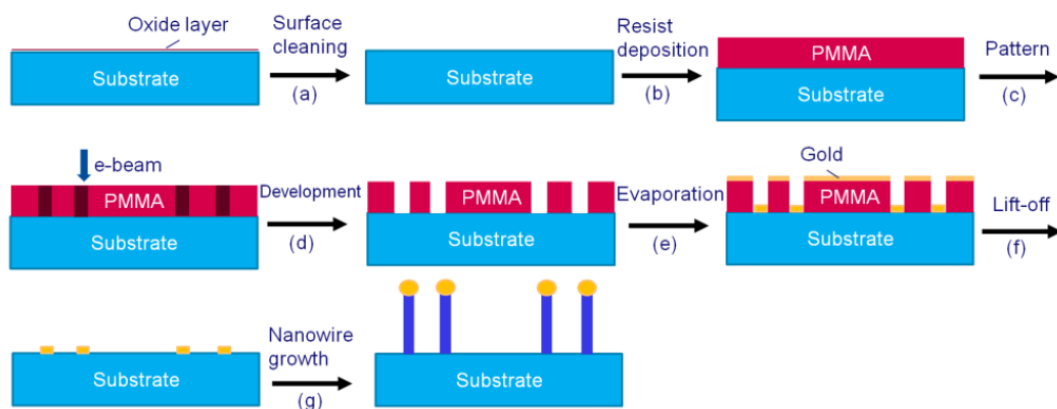 Oxide layer
Substrate
Surface
cleaning
(a)
Substrate
Resist
deposition
(b)
PMMA
Substrate
Pattern
(c)
e-beam
PMMA
Substrate
Development
(d)
PMMA
Substrate
Evaporation
(e)
Gold
PMMA
Substrate
Lift-off
(f)
Substrate
Nanowire
growth
(g)
Substrate